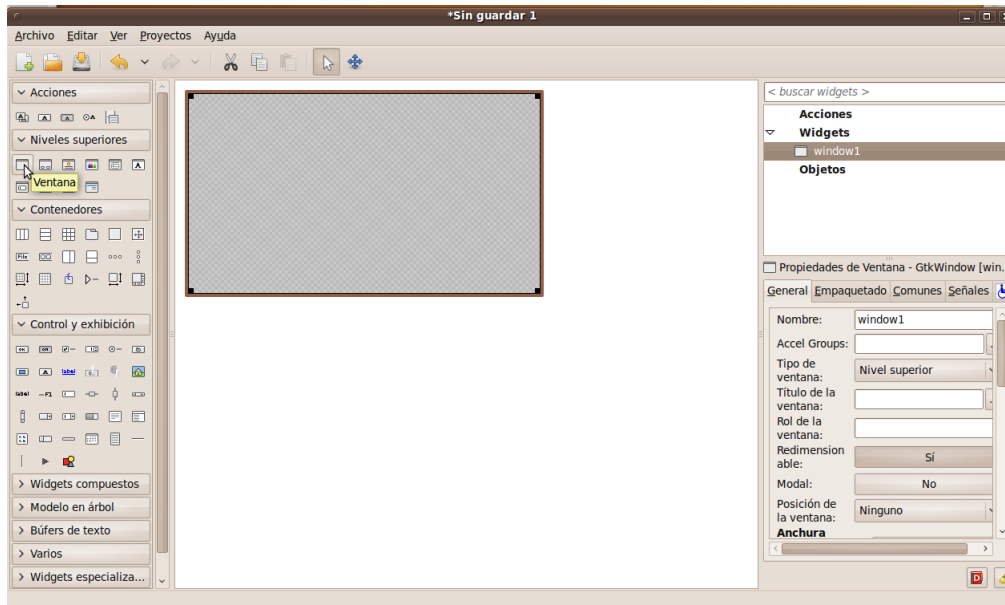 *Sin guardar 1
Archivo Editar Ver Proyectos Ayuda
Acciones
Niveles superiores
Ventana
Contenedores
File
Control y exhibición
OK
label
label
Widgets compuestos
Modelo en árbol
Búfers de texto
Varios
Widgets especializa...
< buscar widgets >
Acciones
Widgets
window1
Objetos
Propiedades de Ventana - GtkWindow [win...
General Empaquetado Comunes Señales
Nombre: window1
Accel Groups:
Tipo de
ventana: Nivel superior
Título de la
ventana:
Rol de la
ventana:
Redimension
able: Sí
Modal: No
Posición de
la ventana: Ninguno
Anchura